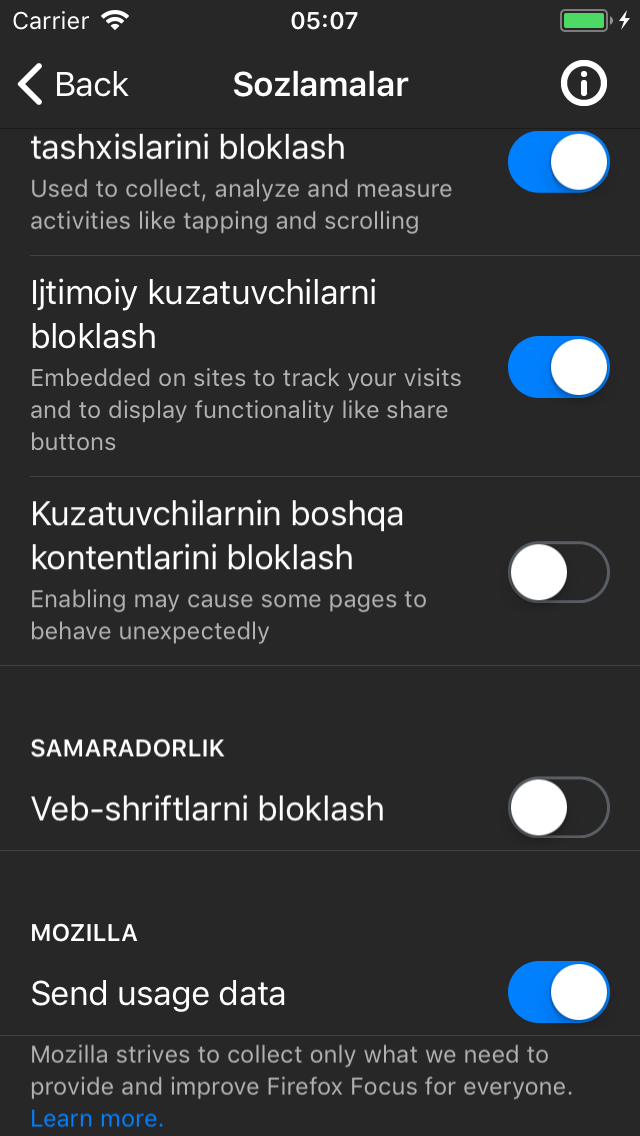 Carrier 05:07
Back Sozlamalar
tashxislarini bloklash
Used to collect, analyze and measure
activities like tapping and scrolling
Ijtimoiy kuzatuvchilarni
bloklash
Embedded on sites to track your visits
and to display functionality like share
buttons
Kuzatuvchilarnin boshqa
kontentlarini bloklash
Enabling may cause some pages to
behave unexpectedly
SAMARADORLIK
Veb-shriftlarni bloklash
MOZILLA
Send usage data
Mozilla strives to collect only what we need to
provide and improve Firefox Focus for everyone.
Learn more.